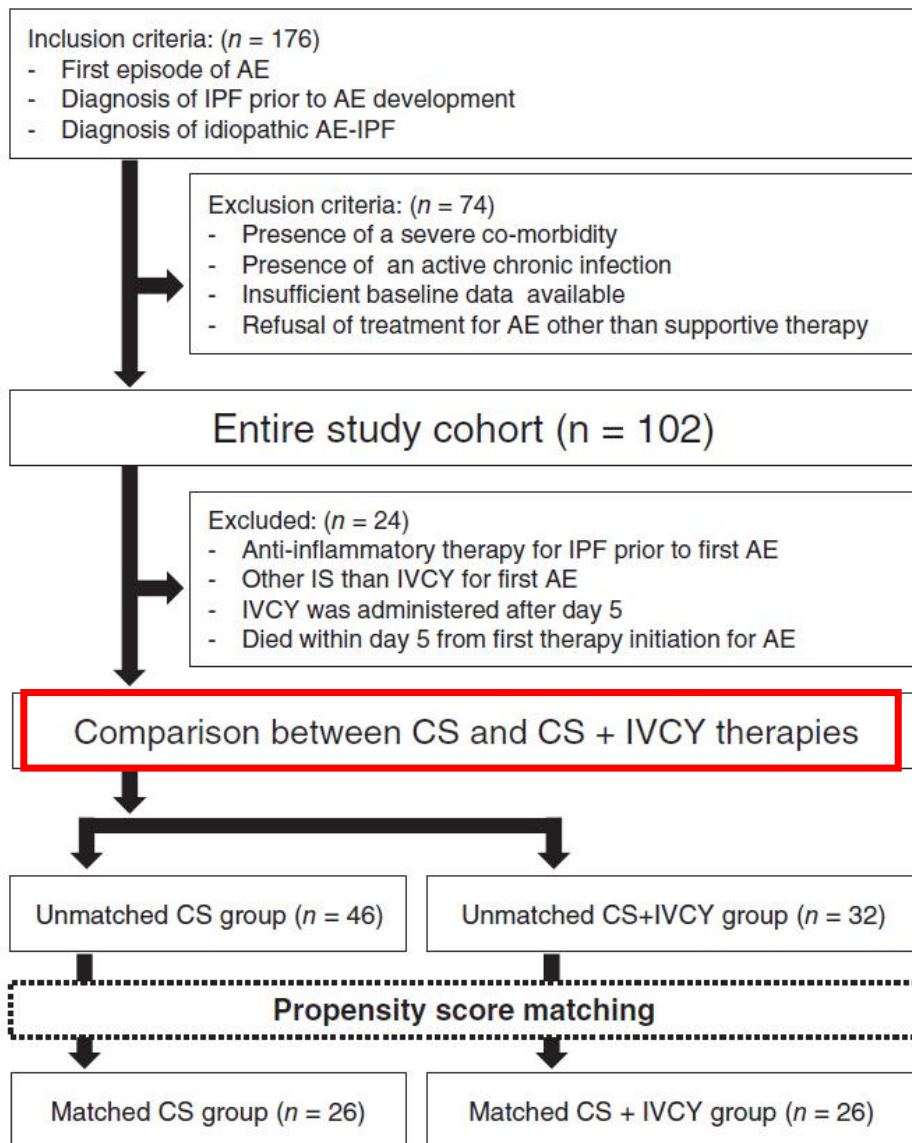 Inclusion criteria: (n = 176)
- First episode of AE
- Diagnosis of IPF prior to AE development
- Diagnosis of idiopathic AE-IPF
Exclusion criteria: (n = 74)
- Presence of a severe co-morbidity
- Presence of an active chronic infection
- Insufficient baseline data available
- Refusal of treatment for AE other than supportive therapy
Entire study cohort (n = 102)
Excluded: (n = 24)
- Anti-inflammatory therapy for IPF prior to first AE
- Other IS than IVCY for first AE
- IVCY was administered after day 5
- Died within day 5 from first therapy initiation for AE
Comparison between CS and CS + IVCY therapies
Unmatched CS group (n = 46)
Unmatched CS+IVCY group (n = 32)
Propensity score matching
Matched CS group (n = 26)
Matched CS + IVCY group (n = 26)